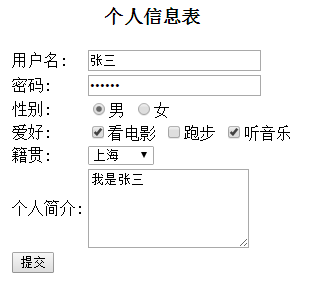 个人信息表
用户名： 张三
密码： ••••••
性别： 男 女
爱好： 看电影 跑步 听音乐
籍贯： 上海
我是张三
个人简介:
提交